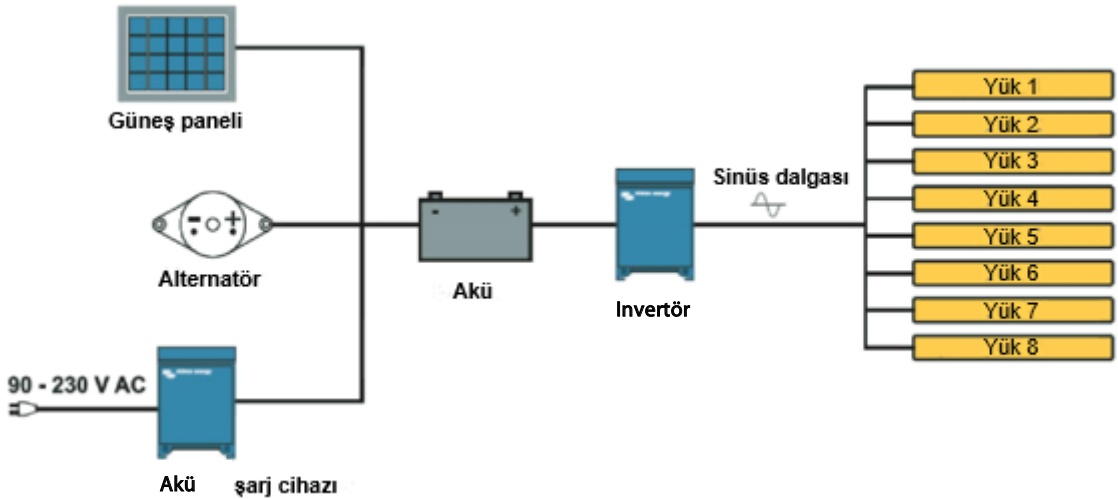 Güneş paneli
Alternatör
90 - 230 V AC
Akü şarj cihazı
Akü
- +
Invertör
Sinüs dalgası
Yük 1
Yük 2
Yük 3
Yük 4
Yük 5
Yük 6
Yük 7
Yük 8